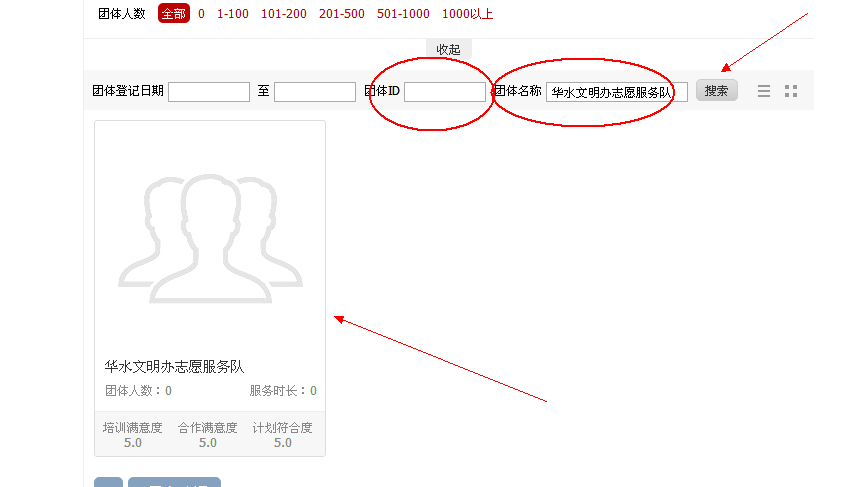 团体人数 全部 0 1-100 101-200 201-500 501-1000 1000以上
收起
团体登记日期 至 团体ID 团体名称 华水文明办志愿服务队 搜索
华水文明办志愿服务队
团体人数：0 服务时长：0
培训满意度 合作满意度 计划符合度
5.0 5.0 5.0